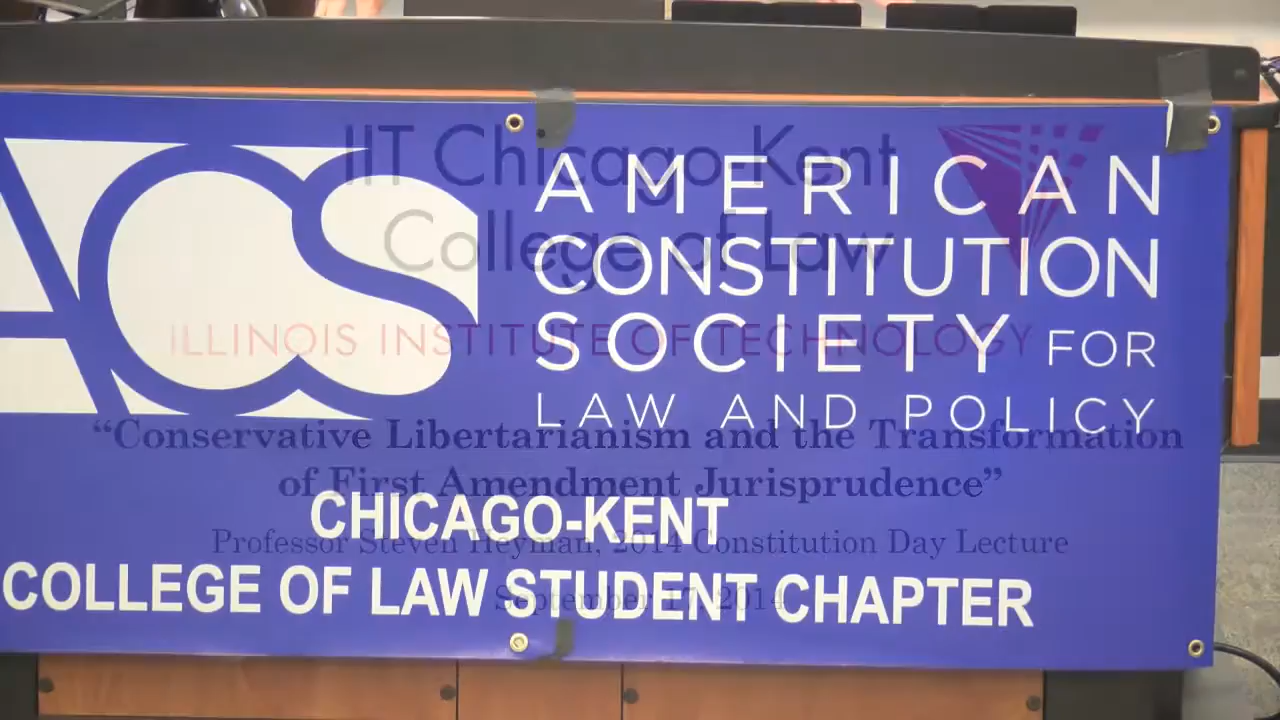 IIT Chicago-Kent
College of Law
ILLINOIS INSTITUTE OF TECHNOLOGY
“Conservative Libertarianism and the Transformation
of First Amendment Jurisprudence”
Professor Steven Heyman, 2014 Constitution Day Lecture
September 17, 2014
ACS
AMERICAN
CONSTITUTION
SOCIETY FOR
LAW AND POLICY
CHICAGO-KENT
COLLEGE OF LAW STUDENT CHAPTER